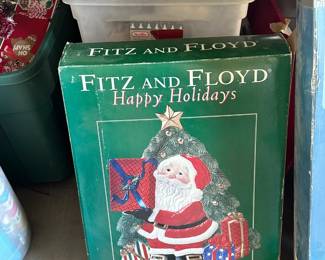 FITZ AND FLOYD
FITZ AND FLOYD®
Happy Holidays